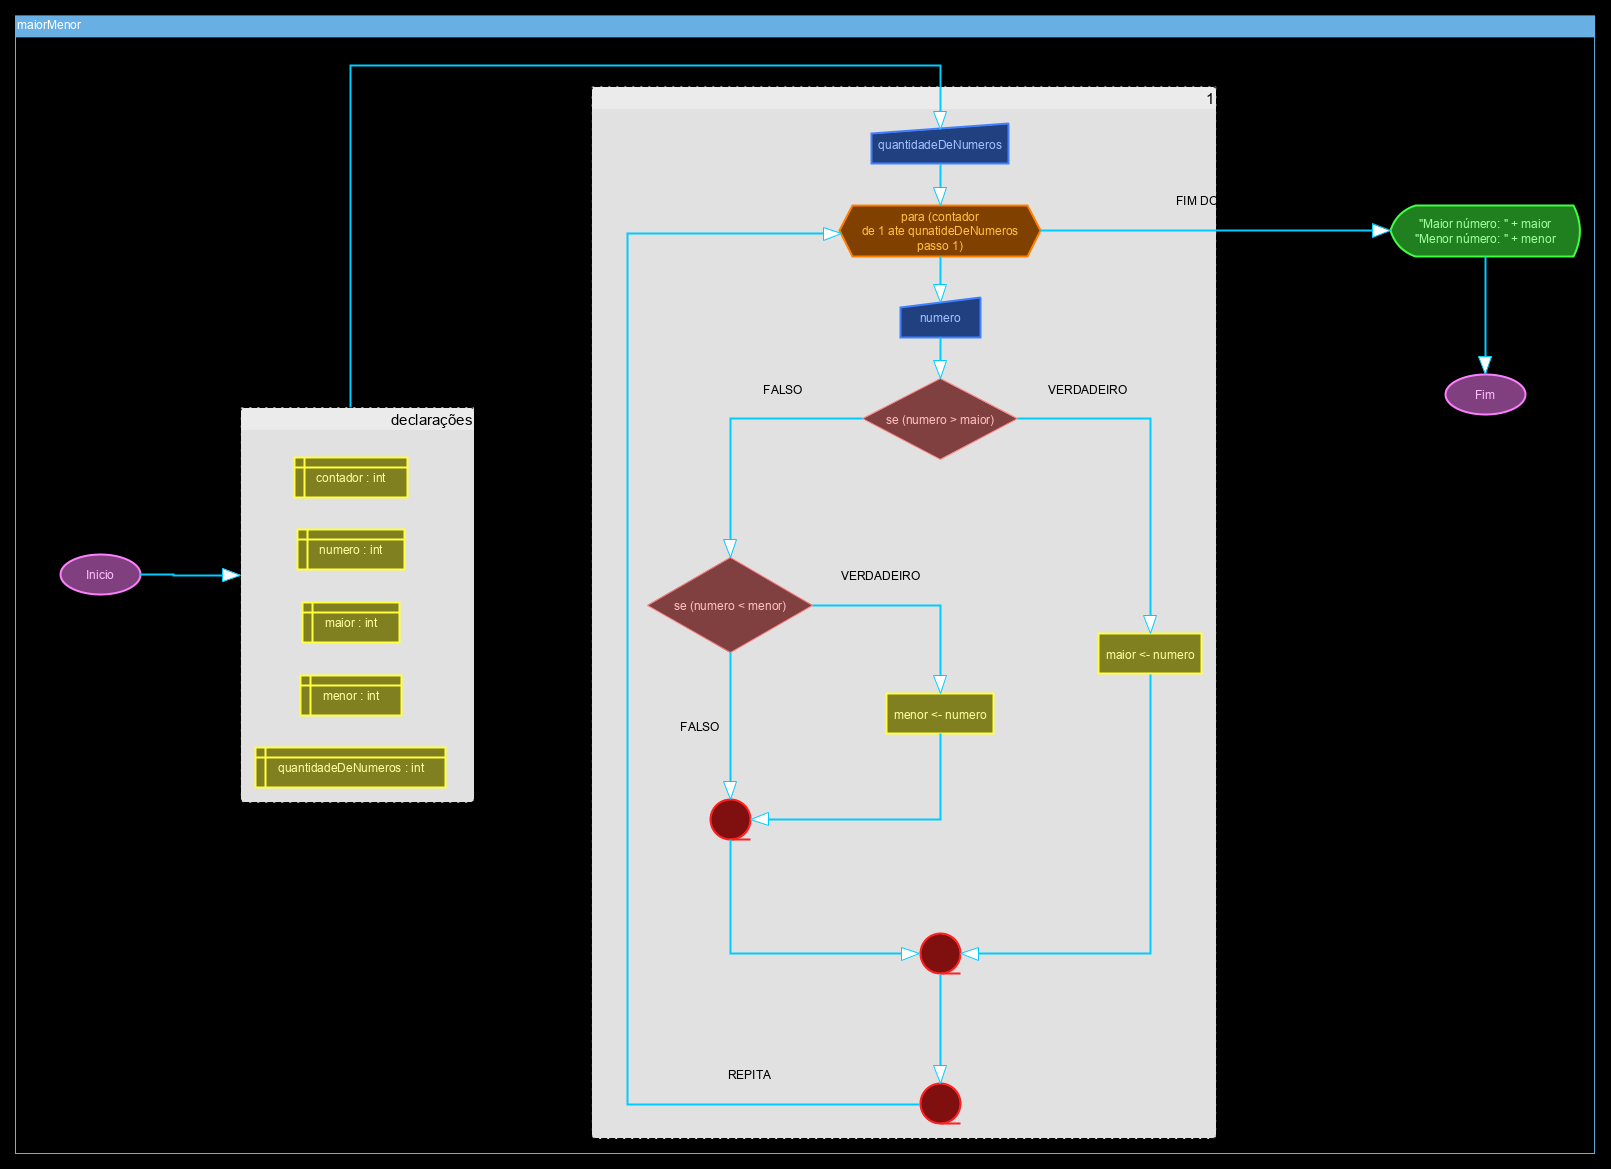 maiorMenor
1
quantidadeDeNumeros
FIM DO
para (contador
de 1 ate qunatideDeNumeros
passo 1)
"Maior número: " + maior
"Menor número: " + menor
numero
FALSO
VERDADEIRO
se (numero > maior)
Fim
declarações
contador : int
numero : int
maior : int
menor : int
quantidadeDeNumeros : int
Inicio
VERDADEIRO
se (numero < menor)
maior <- numero
menor <- numero
FALSO
REPITA